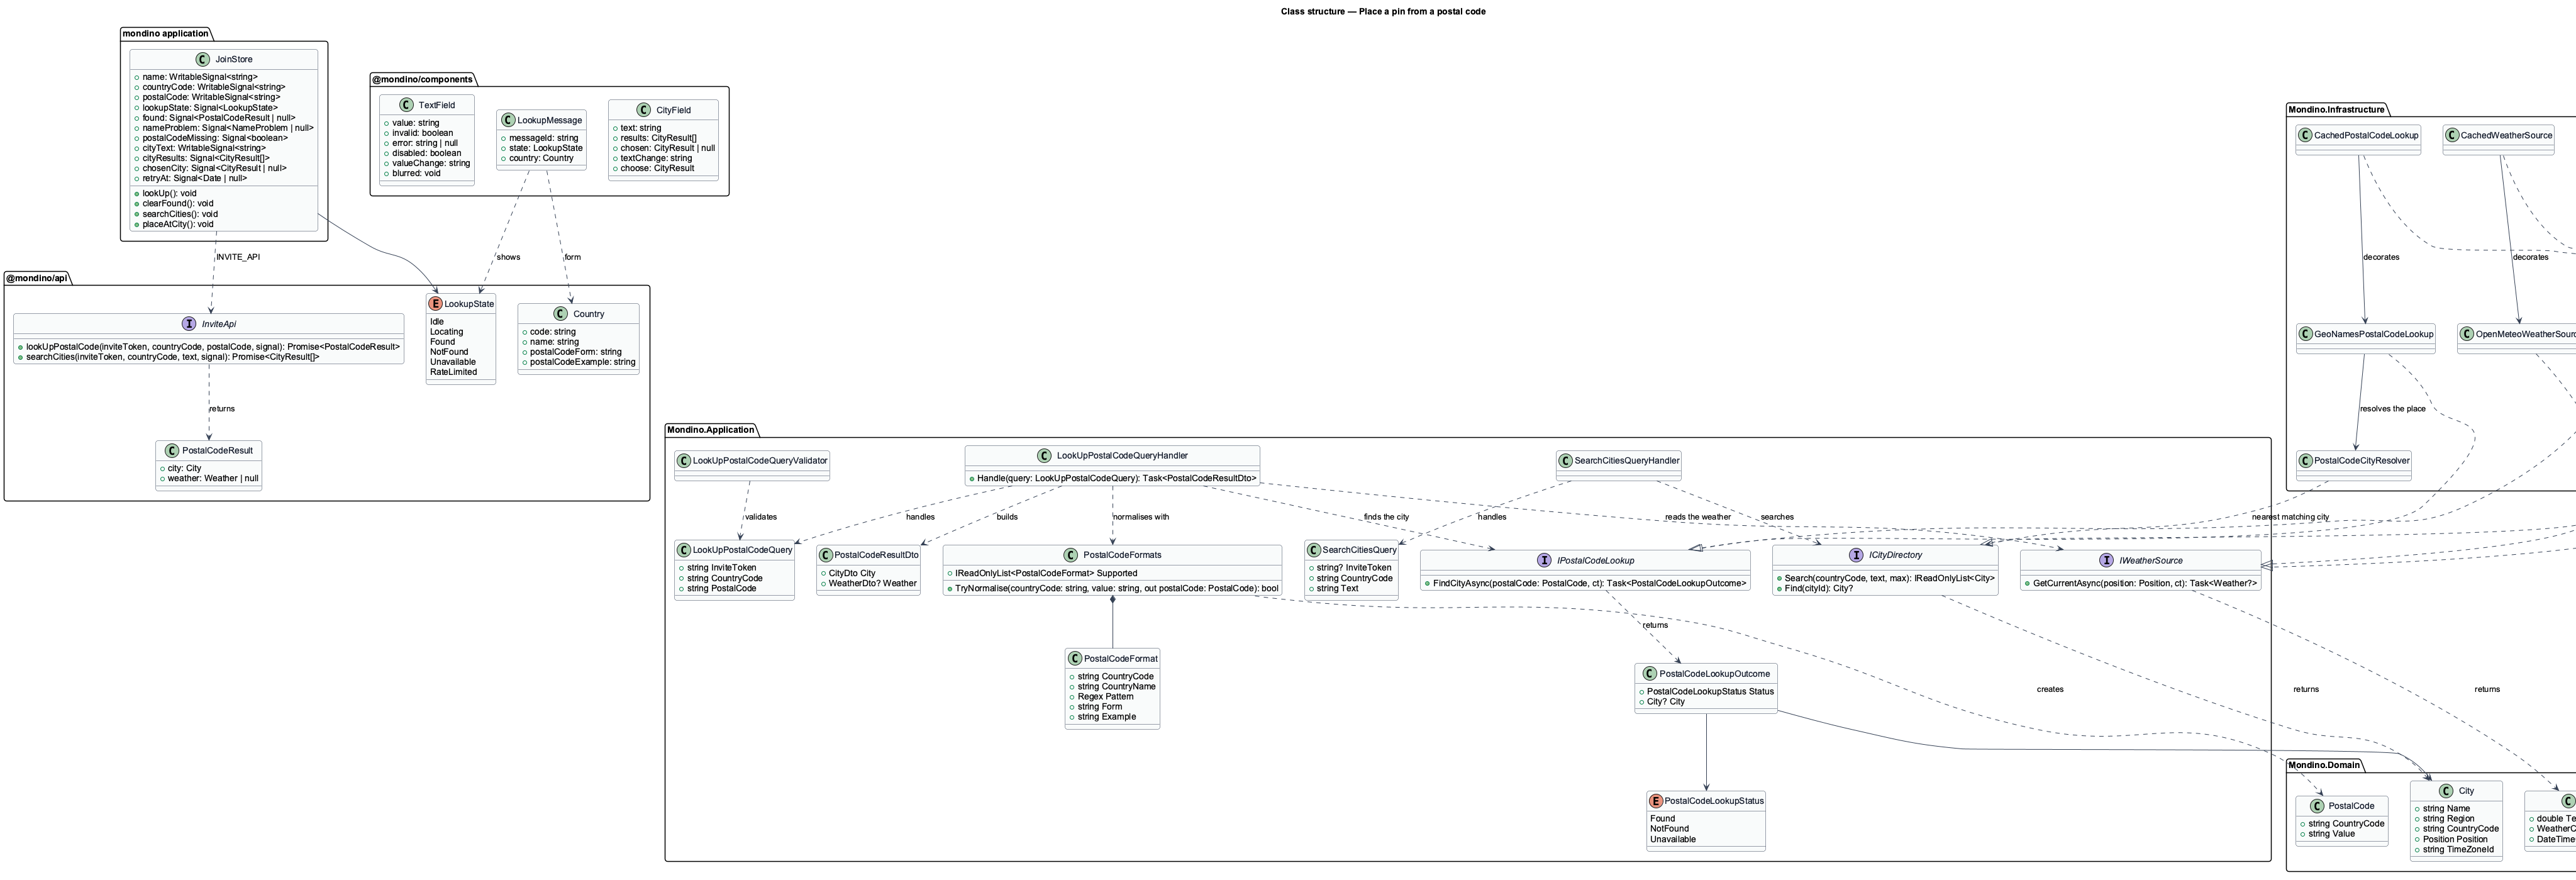 Class structure — Place a pin from a postal code
mondino application
JoinStore
name: WritableSignal<string>
countryCode: WritableSignal<string>
postalCode: WritableSignal<string>
lookupState: Signal<LookupState>
found: Signal<PostalCodeResult | null>
nameProblem: Signal<NameProblem | null>
postalCodeMissing: Signal<boolean>
cityText: WritableSignal<string>
cityResults: Signal<CityResult[]>
chosenCity: Signal<CityResult | null>
retryAt: Signal<Date | null>
lookUp(): void
clearFound(): void
searchCities(): void
placeAtCity(): void
@mondino/components
TextField
value: string
invalid: boolean
error: string | null
disabled: boolean
valueChange: string
blurred: void
LookupMessage
messageId: string
state: LookupState
country: Country
CityField
text: string
results: CityResult[]
chosen: CityResult | null
textChange: string
choose: CityResult
INVITE_API
shows
form
@mondino/api
InviteApi
lookUpPostalCode(inviteToken, countryCode, postalCode, signal): Promise<PostalCodeResult>
searchCities(inviteToken, countryCode, text, signal): Promise<CityResult[]>
LookupState
Idle
Locating
Found
NotFound
Unavailable
RateLimited
Country
code: string
name: string
postalCodeForm: string
postalCodeExample: string
returns
PostalCodeResult
city: City
weather: Weather | null
Mondino.Infrastructure
CachedPostalCodeLookup
CachedWeatherSource
decorates
decorates
GeoNamesPostalCodeLookup
OpenMeteoWeatherSourc
resolves the place
PostalCodeCityResolver
nearest matching city
Mondino.Application
LookUpPostalCodeQueryValidator
LookUpPostalCodeQueryHandler
Handle(query: LookUpPostalCodeQuery): Task<PostalCodeResultDto>
SearchCitiesQueryHandler
validates
handles
builds
normalises with
finds the city
handles
reads the weather
searches
LookUpPostalCodeQuery
string InviteToken
string CountryCode
string PostalCode
PostalCodeResultDto
CityDto City
WeatherDto? Weather
PostalCodeFormats
IReadOnlyList<PostalCodeFormat> Supported
TryNormalise(countryCode: string, value: string, out postalCode: PostalCode): bool
SearchCitiesQuery
string? InviteToken
string CountryCode
string Text
IPostalCodeLookup
FindCityAsync(postalCode: PostalCode, ct): Task<PostalCodeLookupOutcome>
ICityDirectory
Search(countryCode, text, max): IReadOnlyList<City>
Find(cityId): City?
IWeatherSource
GetCurrentAsync(position: Position, ct): Task<Weather?>
returns
PostalCodeFormat
string CountryCode
string CountryName
Regex Pattern
string Form
string Example
PostalCodeLookupOutcome
PostalCodeLookupStatus Status
City? City
creates
returns
returns
PostalCodeLookupStatus
Found
NotFound
Unavailable
Mondino.Domain
PostalCode
string CountryCode
string Value
City
string Name
string Region
string CountryCode
Position Position
string TimeZoneId
double Te
WeatherC
DateTime